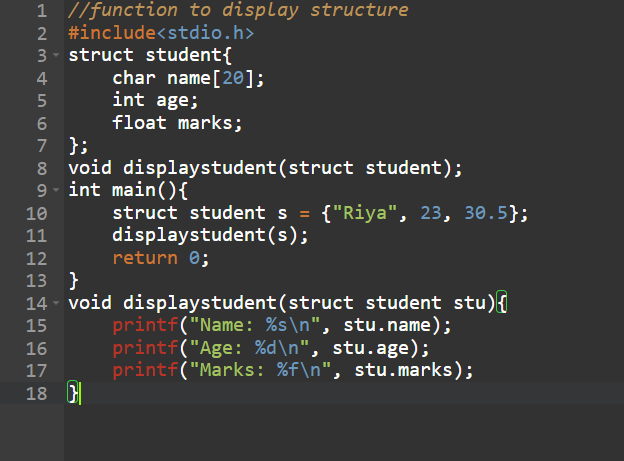 1 //function to display structure
2 #include<stdio.h>
3 struct student{
4     char name[20];
5     int age;
6     float marks;
7 };
8 void displaystudent(struct student);
9 int main(){
10     struct student s = {"Riya", 23, 30.5};
11     displaystudent(s);
12     return 0;
13 }
14 void displaystudent(struct student stu){
15     printf("Name: %s\n", stu.name);
16     printf("Age: %d\n", stu.age);
17     printf("Marks: %f\n", stu.marks);
18 }